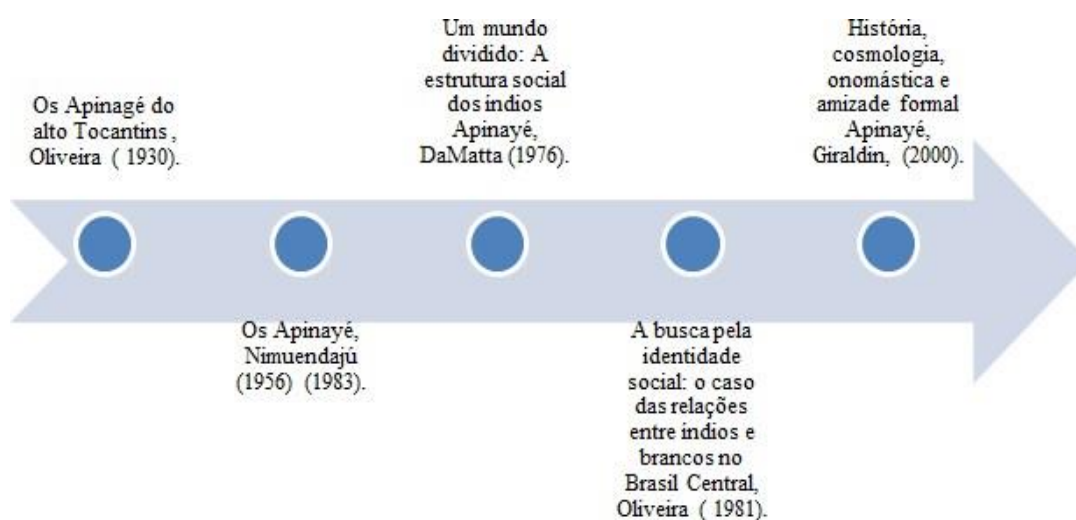 Os Apinagé do
alto Tocantins ,
Oliveira ( 1930).
Os Apinayé,
Nimuendajú
(1956) (1983).
Um mundo
dividido: A
estrutura social
dos índios
Apinayé,
DaMatta (1976).
A busca pela
identidade
social: o caso
das relações
entre índios e
brancos no
Brasil Central,
Oliveira ( 1981).
História,
cosmologia,
onomástica e
amizade formal
Apinayé,
Giraldin, (2000).